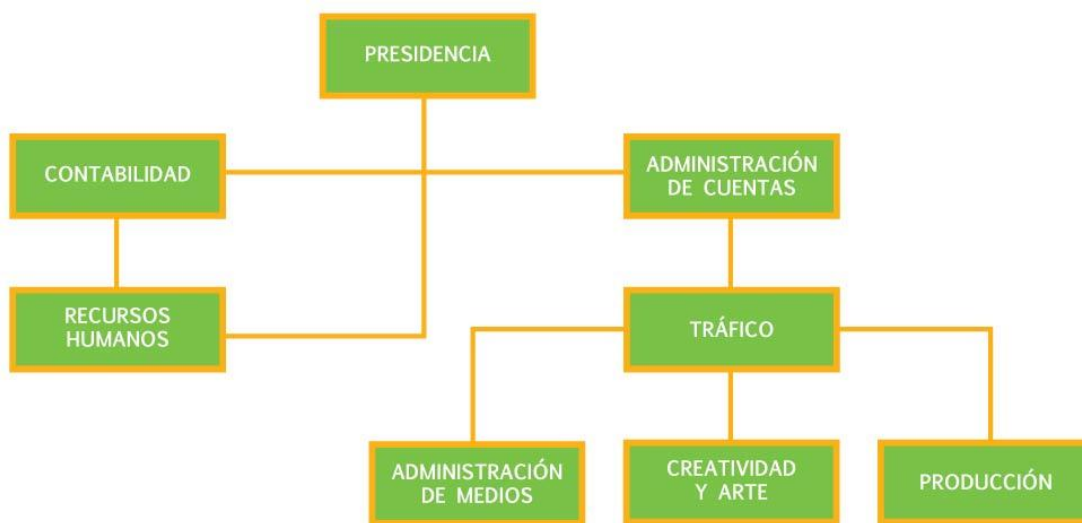 PRESIDENCIA
CONTABILIDAD
ADMINISTRACIÓN
DE CUENTAS
RECURSOS
HUMANOS
TRÁFICO
ADMINISTRACIÓN
DE MEDIOS
CREATIVIDAD
Y ARTE
PRODUCCIÓN